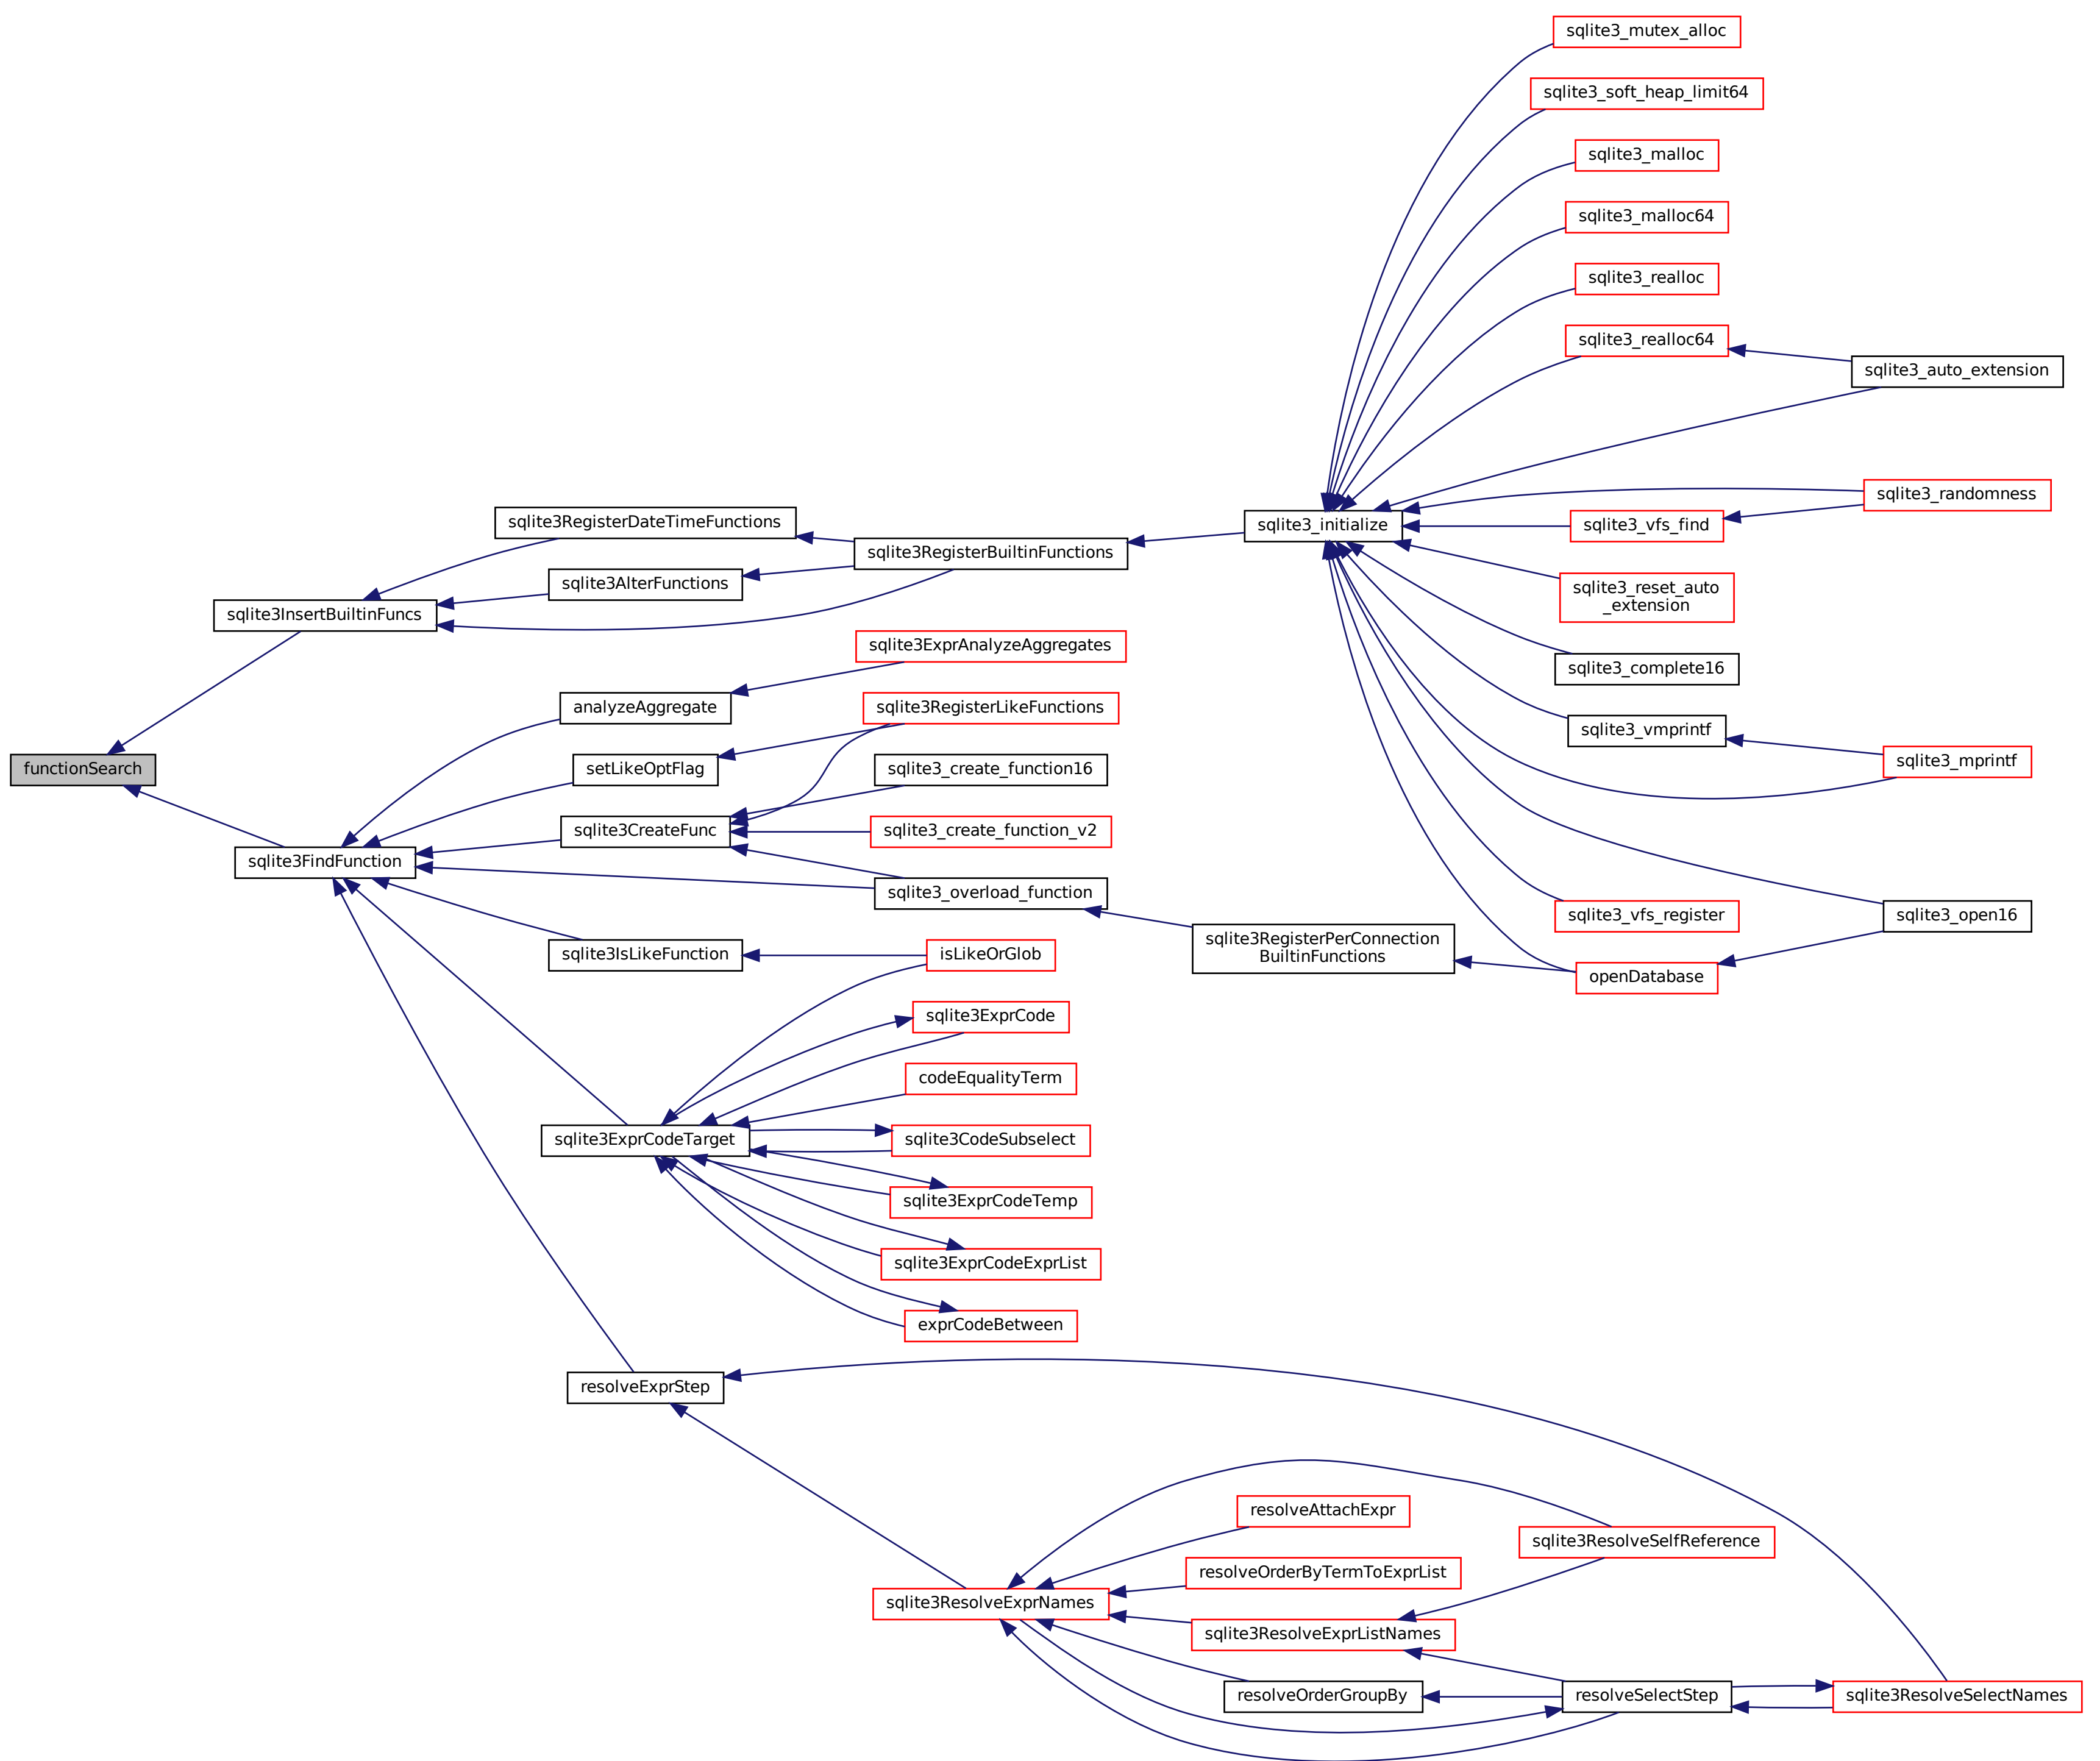 sqlite3_mutex_alloc
sqlite3_soft_heap_limit64
sqlite3_malloc
sqlite3_malloc64
sqlite3_realloc
sqlite3_realloc64
sqlite3_auto_extension
sqlite3_randomness
sqlite3RegisterDateTimeFunctions
sqlite3_initialize
sqlite3_vfs_find
sqlite3RegisterBuiltinFunctions
sqlite3AlterFunctions
sqlite3_reset_auto
_extension
sqlite3InsertBuiltinFuncs
sqlite3ExprAnalyzeAggregates
sqlite3_complete16
analyzeAggregate
sqlite3RegisterLikeFunctions
sqlite3_vmprintf
functionSearch
setLikeOptFlag
sqlite3_create_function16
sqlite3_mprintf
sqlite3CreateFunc
sqlite3_create_function_v2
sqlite3FindFunction
sqlite3_overload_function
sqlite3_vfs_register
sqlite3_open16
sqlite3IsLikeFunction
isLikeOrGlob
sqlite3RegisterPerConnection
BuiltinFunctions
openDatabase
sqlite3ExprCode
codeEqualityTerm
sqlite3ExprCodeTarget
sqlite3CodeSubselect
sqlite3ExprCodeTemp
sqlite3ExprCodeExprList
exprCodeBetween
resolveExprStep
resolveAttachExpr
sqlite3ResolveSelfReference
resolveOrderByTermToExprList
sqlite3ResolveExprNames
sqlite3ResolveExprListNames
resolveOrderGroupBy
resolveSelectStep
sqlite3ResolveSelectNames